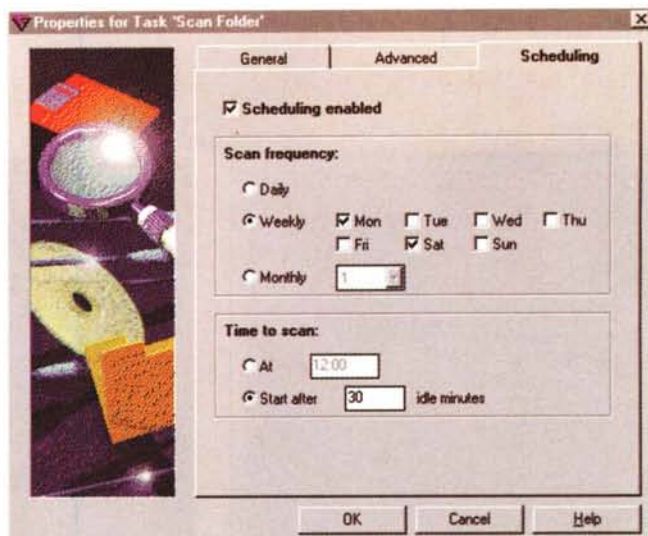 Properties for Task 'Scan Folder'
General Advanced Scheduling
Scheduling enabled
Scan frequency:
Daily
Weekly Mon Tue Wed Thu
Fri Sat Sun
Monthly 1
Time to scan:
At 12:00
Start after 30 idle minutes
OK Cancel Help